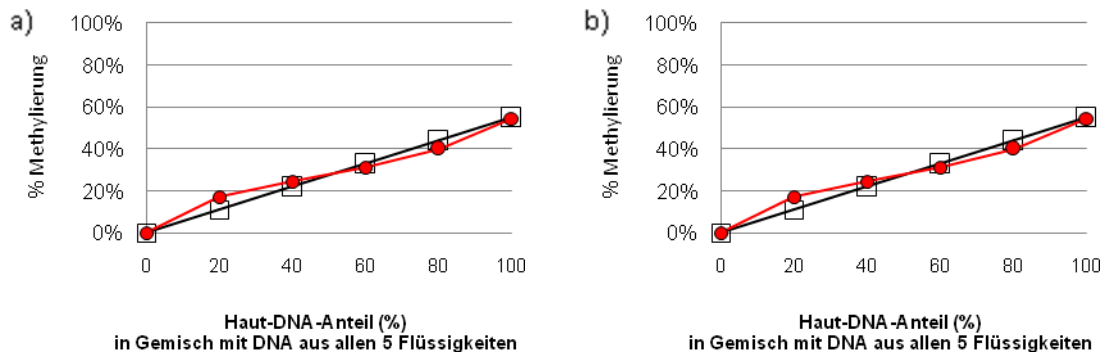 a)
% Methylierung
100%
80%
60%
40%
20%
0%
0 20 40 60 80 100
Haut-DNA-Anteil (%)
in Gemisch mit DNA aus allen 5 Flüssigkeiten
b)
% Methylierung
100%
80%
60%
40%
20%
0%
0 20 40 60 80 100
Haut-DNA-Anteil (%)
in Gemisch mit DNA aus allen 5 Flüssigkeiten